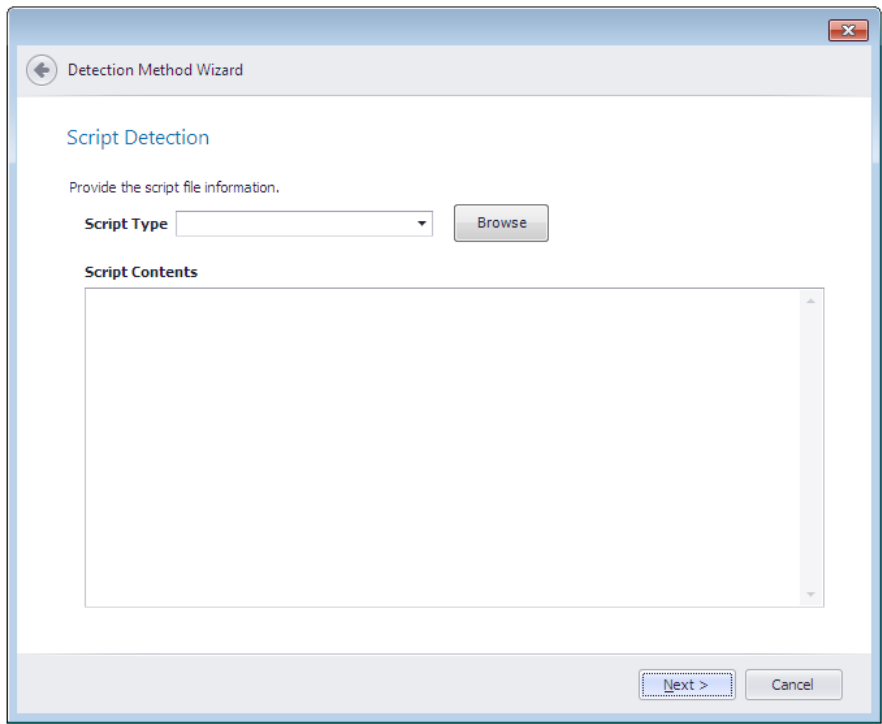 Detection Method Wizard
Script Detection
Provide the script file information.
Script Type
Browse
Script Contents
Next >
Cancel